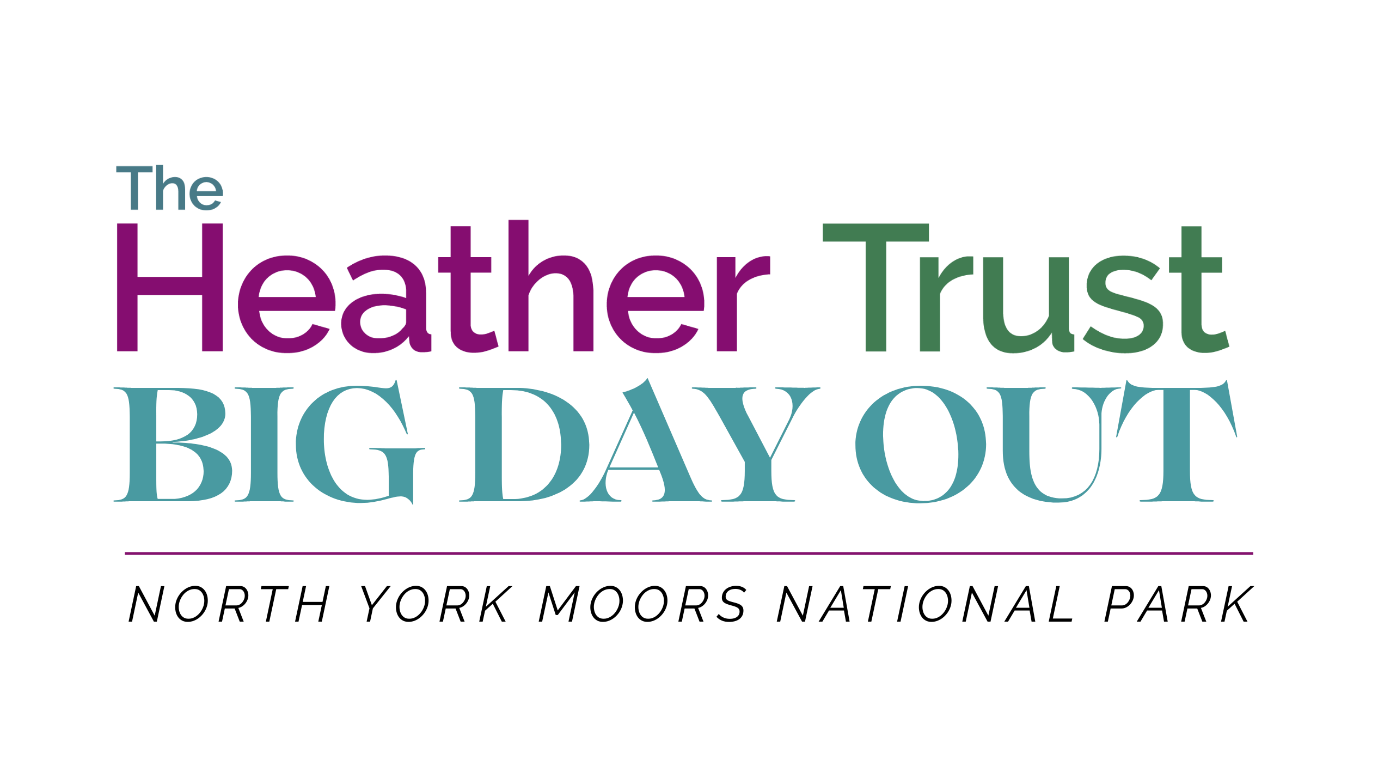 The
Heather Trust
BIG DAY OUT
NORTH YORK MOORS NATIONAL PARK